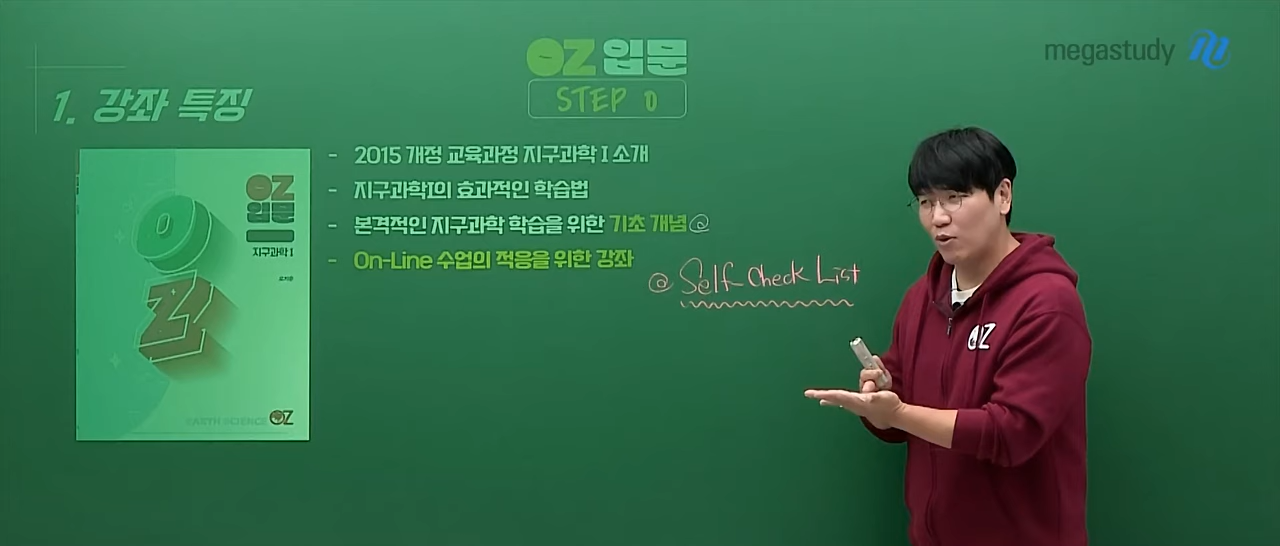 megastudy
OZ 입문
STEP 0
1. 강좌 특징
- 2015 개정 교육과정 지구과학 I 소개
- 지구과학I의 효과적인 학습법
- 본격적인 지구과학 학습을 위한 기초 개념@
- On-Line 수업의 적응을 위한 강좌
@ Self-Check List
OZ
입문
지구과학 I
OZ
EARTH SCIENCE OZ
OZ